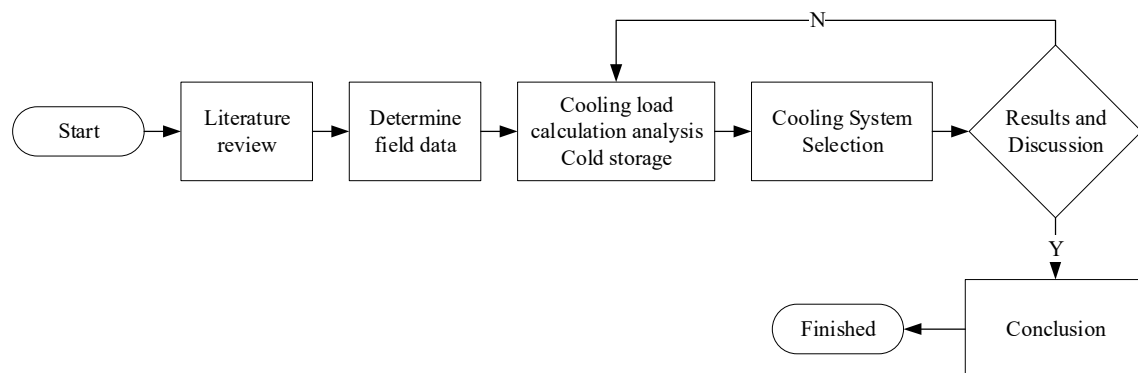 N
Start
Literature
review
Determine
field data
Cooling load
calculation analysis
Cold storage
Cooling System
Selection
Results and
Discussion
Y
Finished
Conclusion